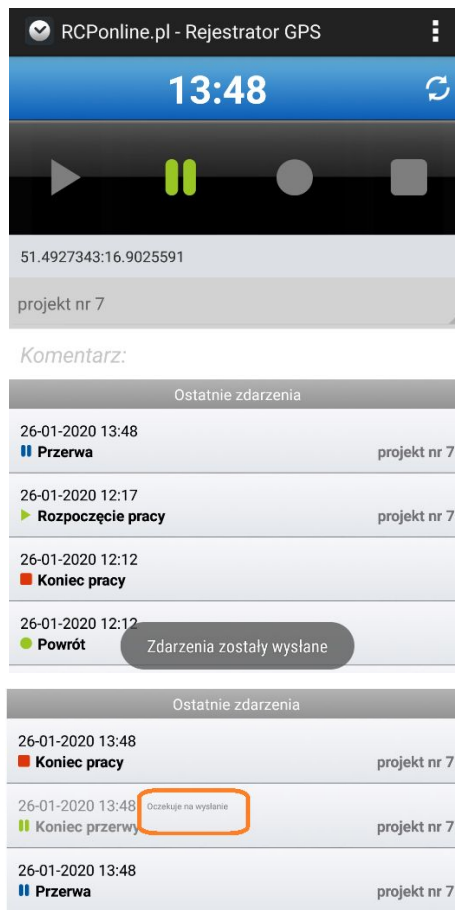 RCPonline.pl - Rejestrator GPS
13:48
51.4927343:16.9025591
projekt nr 7
Komentarz:
Ostatnie zdarzenia
26-01-2020 13:48
Przerwa projekt nr 7
26-01-2020 12:17
Rozpoczęcie pracy projekt nr 7
26-01-2020 12:12
Koniec pracy
26-01-2020 12:12
Powrót
Zdarzenia zostały wysłane
Ostatnie zdarzenia
26-01-2020 13:48
Koniec pracy projekt nr 7
26-01-2020 13:48 Oczekuje na wysłanie
Koniec przerwy projekt nr 7
26-01-2020 13:48
Przerwa projekt nr 7